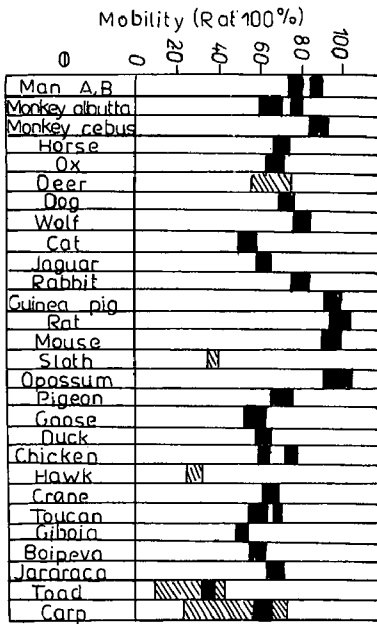 Mobility (Rat 100%)
0 20 40 60 80 100
Man A,B
Monkey albutta
Monkey cebus
Horse
Ox
Deer
Dog
Wolf
Cat
Jaguar
Rabbit
Guinea pig
Rat
Mouse
Sloth
Opossum
Pigeon
Goose
Duck
Chicken
Hawk
Crane
Toucan
Giboia
Boipeva
Jararaca
Toad
Carp